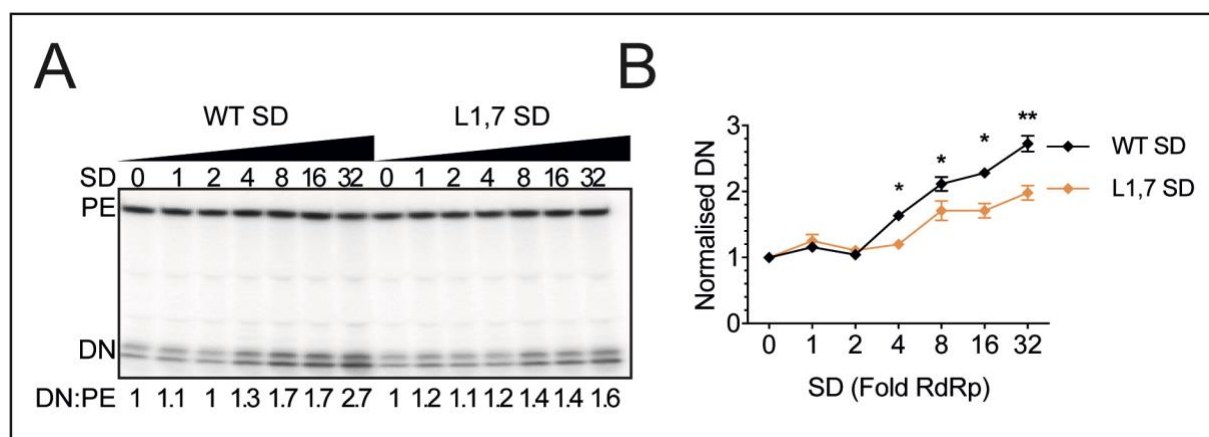 A
WT SD L1,7 SD
SD 0 1 2 4 8 16 32 0 1 2 4 8 16 32
PE
DN
DN:PE 1 1.1 1 1.3 1.7 1.7 2.7 1 1.2 1.1 1.2 1.4 1.4 1.6
B
Normalised DN
3
2
1
0
* * * **
0 1 2 4 8 16 32
SD (Fold RdRp)
WT SD
L1,7 SD